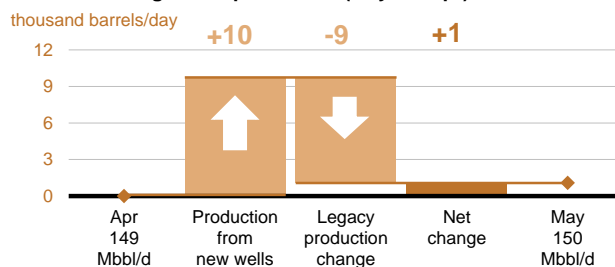 thousand barrels/day
+10 -9 +1
12
9
6
3
0
Apr
149
Mbbl/d
Production
from
new wells
Legacy
production
change
Net
change
May
150
Mbbl/d